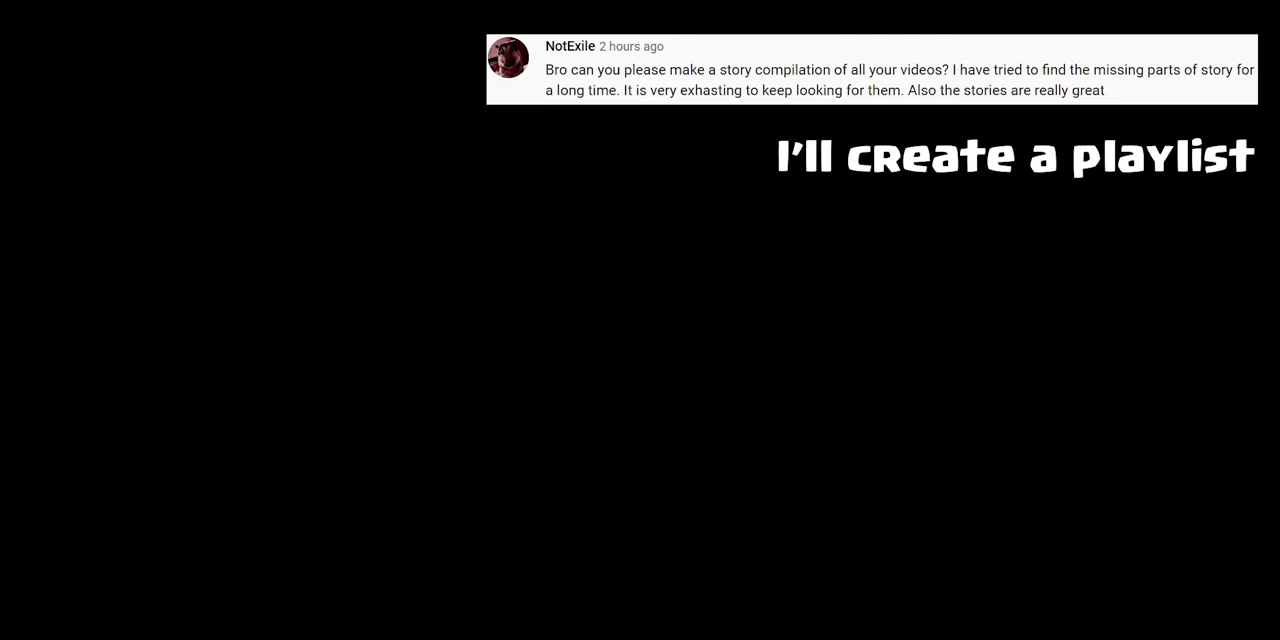 NotExile 2 hours ago
Bro can you please make a story compilation of all your videos? I have tried to find the missing parts of story for
a long time. It is very exhasting to keep looking for them. Also the stories are really great
I'll create a playlist